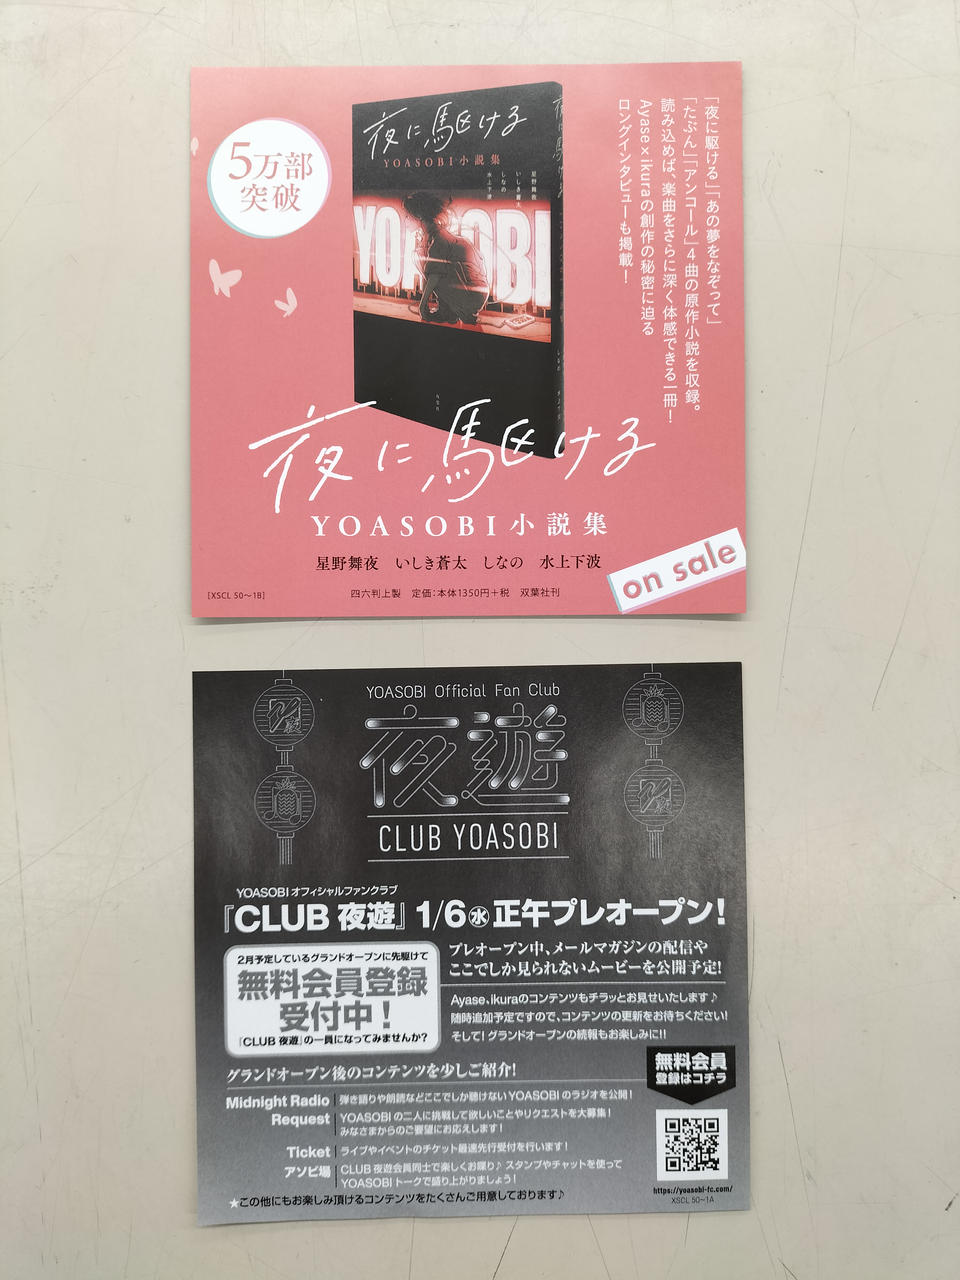 「夜に駆ける」「あの夢をなぞって」
「たぶん」「アンコール」4曲の原作小説を収録。
読み込めば、楽曲をさらに深く体感できる一冊！
Ayase×ikuraの創作の秘密に迫る
ロングインタビューも掲載！
5万部
突破
夜に駆ける
YOASOBI小説集
星野舞夜
いしき蒼太
しなの
水上下波
YOASOBI
夜に駆ける
YOASOBI小説集
星野舞夜 いしき蒼太 しなの 水上下波
on sale
[XSCL 50〜1B]
四六判上製 定価：本体1350円＋税 双葉社刊
YOASOBI Official Fan Club
夜遊
CLUB YOASOBI
YOASOBIオフィシャルファンクラブ
『CLUB 夜遊』1/6㊌正午プレオープン！
2月予定しているグランドオープンに先駆けて
無料会員登録
受付中！
『CLUB 夜遊』の一員になってみませんか？
プレオープン中、メールマガジンの配信や
ここでしか見られないムービーを公開予定！
Ayase、ikuraのコンテンツもチラッとお見せいたします♪
随時追加予定ですので、コンテンツの更新をお待ちください！
そして！グランドオープンの続報もお楽しみに!!
グランドオープン後のコンテンツを少しご紹介！
Midnight Radio 弾き語りや朗読などここでしか聴けないYOASOBIのラジオを公開！
Request YOASOBIの二人に挑戦して欲しいことやリクエストを大募集！
みなさまからのご要望にお応えします！
Ticket ライブやイベントのチケット最速先行受付を行います！
アソビ場 CLUB 夜遊会員同士で楽しくお喋り♪ スタンプやチャットを使って
YOASOBIトークで盛り上がりましょう！
★この他にもお楽しみ頂けるコンテンツをたくさんご用意しております♪
無料会員
登録はコチラ
https://yoasobi-fc.com/
XSCL 50〜1A